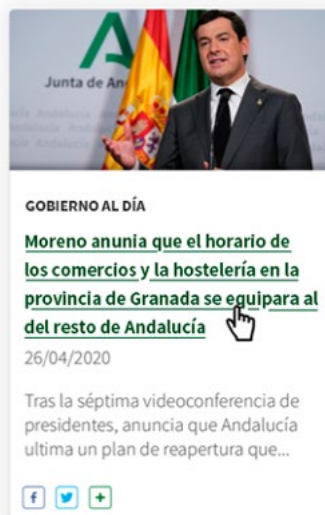 Junta de An
GOBIERNO AL DÍA
Moreno anunia que el horario de
los comercios y la hostelería en la
provincia de Granada se equipara al
del resto de Andalucía
26/04/2020
Tras la séptima videoconferencia de
presidentes, anuncia que Andalucía
ultima un plan de reapertura que...